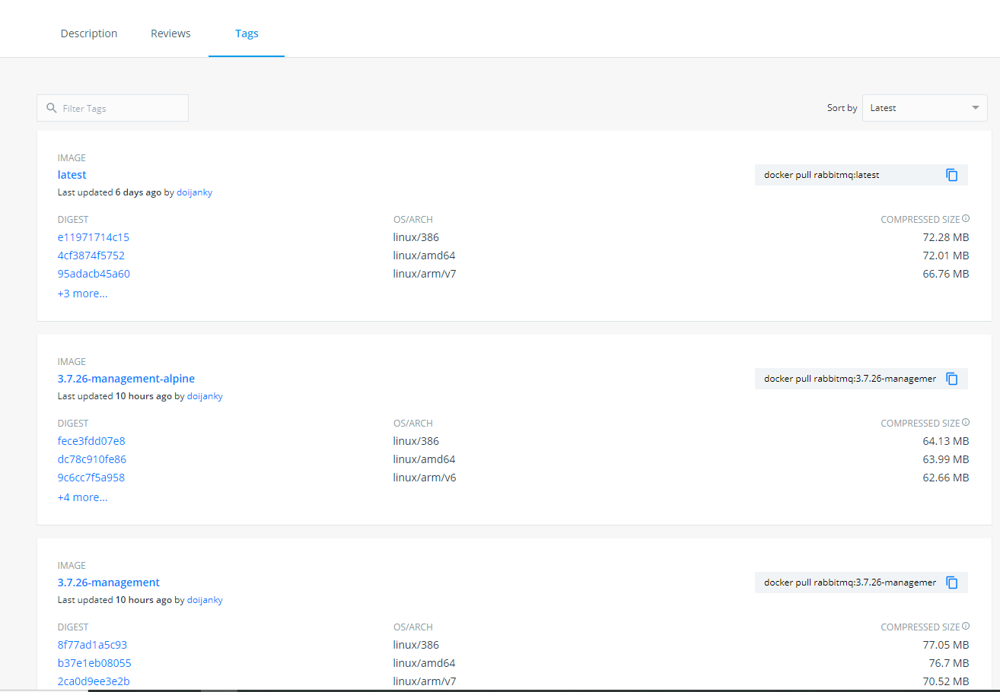 Description Reviews Tags
Filter Tags Sort by Latest
IMAGE
latest docker pull rabbitmq:latest
Last updated 6 days ago by doijanky
DIGEST OS/ARCH COMPRESSED SIZE
e11971714c15 linux/386 72.28 MB
4cf3874f5752 linux/amd64 72.01 MB
95adacb45a60 linux/arm/v7 66.76 MB
+3 more...
IMAGE
3.7.26-management-alpine docker pull rabbitmq:3.7.26-managemer
Last updated 10 hours ago by doijanky
DIGEST OS/ARCH COMPRESSED SIZE
fece3fdd07e8 linux/386 64.13 MB
dc78c910fe86 linux/amd64 63.99 MB
9c6cc7f5a958 linux/arm/v6 62.66 MB
+4 more...
IMAGE
3.7.26-management docker pull rabbitmq:3.7.26-managemer
Last updated 10 hours ago by doijanky
DIGEST OS/ARCH COMPRESSED SIZE
8f77ad1a5c93 linux/386 77.05 MB
b37e1eb08055 linux/amd64 76.7 MB
2ca0d9ee3e2b linux/arm/v7 70.52 MB